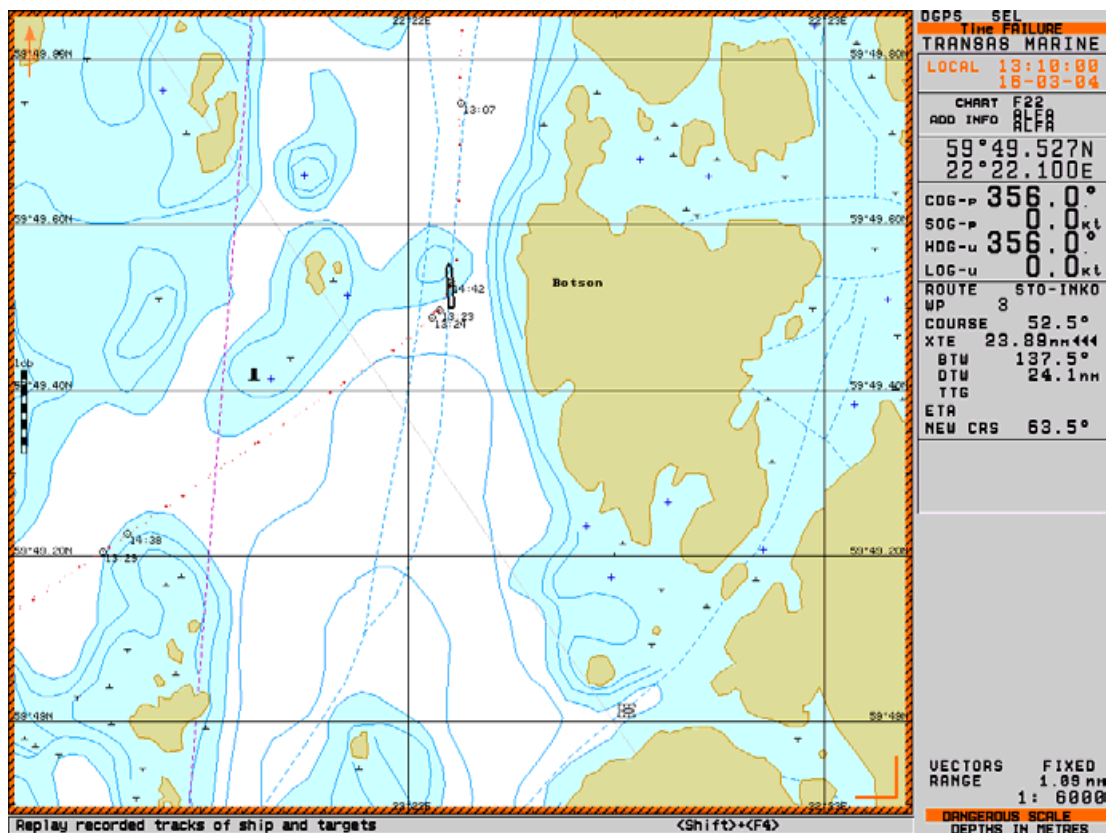 22°22E
22°23E
59°49.80N
59°49.80N
13:07
59°49.60N
59°49.60N
Botson
14:42
13:23
13:24
59°49.40N
59°49.40N
14:38
59°49.20N
59°49.20N
13:29
59°49N
59°49N
Replay recorded tracks of ship and targets <Shift>+<F4>
DGPS SEL
Time FAILURE
TRANSAS MARINE
LOCAL 13:10:00
16-03-04
CHART F22
ADD INFO ALFA
ALFA
59°49.527N
22°22.100E
COG-p 356.0°
SOG-p 0.0kt
HDG-u 356.0°
LOG-u 0.0kt
ROUTE STO-INKO
WP 3
COURSE 52.5°
XTE 23.89nm
BTW 137.5°
DTW 24.1nm
TTG
ETA
NEW CRS 63.5°
VECTORS FIXED
RANGE 1.09nm
1: 6000
DANGEROUS SCALE
DEPTHS IN METRES